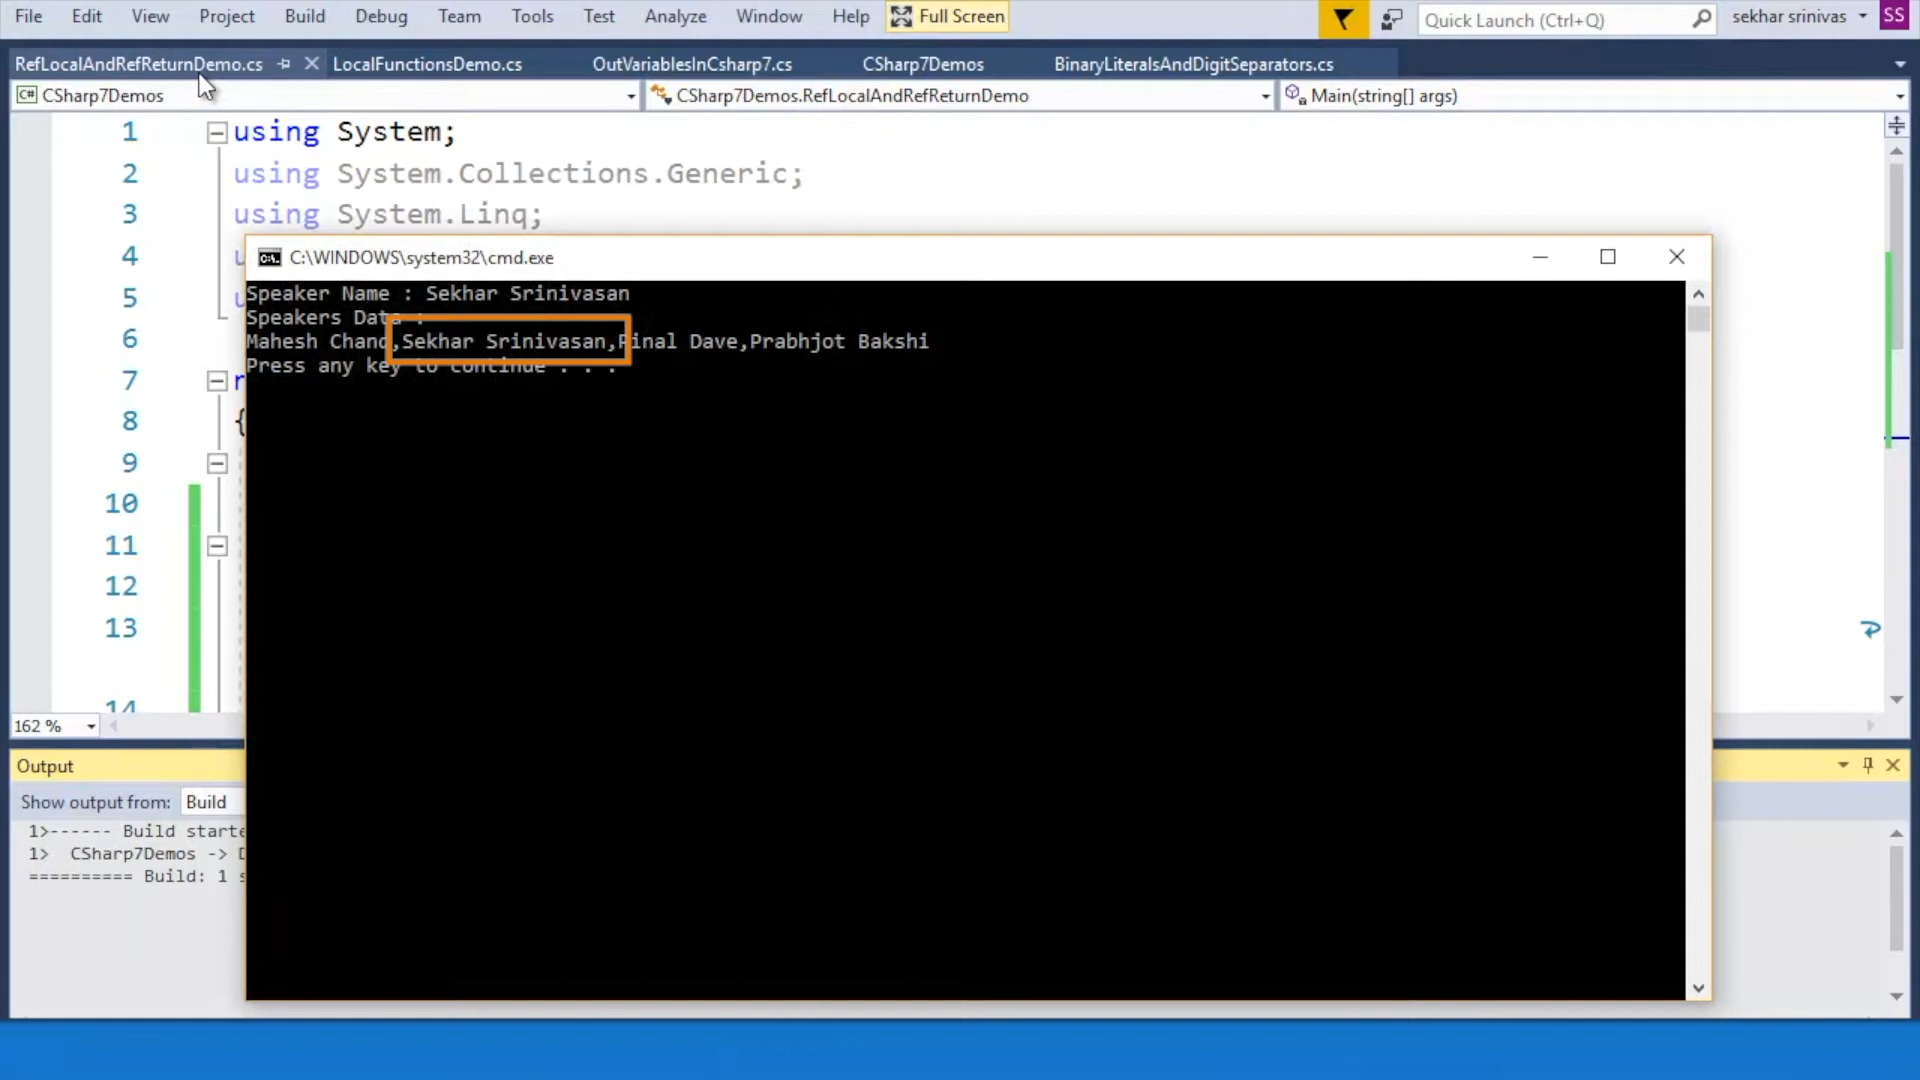 File Edit View Project Build Debug Team Tools Test Analyze Window Help Full Screen Quick Launch (Ctrl+Q) sekhar srinivas SS
RefLocalAndRefReturnDemo.cs LocalFunctionsDemo.cs OutVariablesInCsharp7.cs CSharp7Demos BinaryLiteralsAndDigitSeparators.cs
C# CSharp7Demos CSharp7Demos.RefLocalAndRefReturnDemo Main(string[] args)
1 using System;
2 using System.Collections.Generic;
3 using System.Linq;
4 u
5 u
6
7 r
8 {
9
10
11
12
13
14
C:\WINDOWS\system32\cmd.exe
Speaker Name : Sekhar Srinivasan
Speakers Data :
Mahesh Chand,Sekhar Srinivasan,Pinal Dave,Prabhjot Bakshi
Press any key to continue . . .
162 %
Output
Show output from: Build
1>------ Build starte
1> CSharp7Demos -> D
========== Build: 1 s